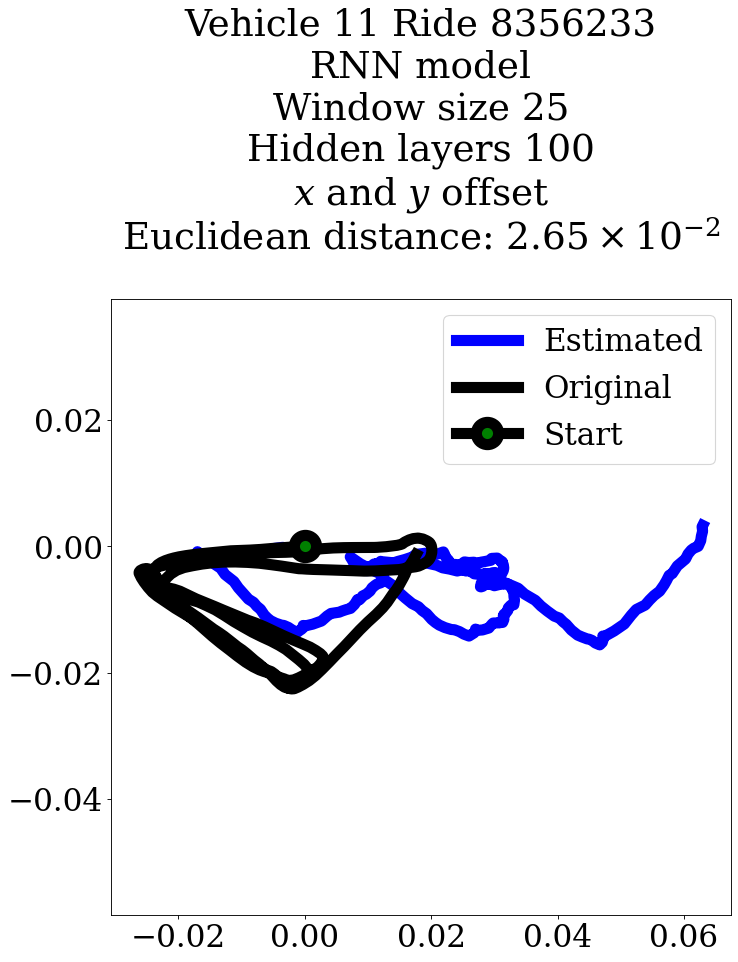 Vehicle 11 Ride 8356233
RNN model
Window size 25
Hidden layers 100
x and y offset
Euclidean distance: 2.65 × 10⁻²
Estimated
Original
Start
0.02
0.00
−0.02
−0.04
−0.02 0.00 0.02 0.04 0.06